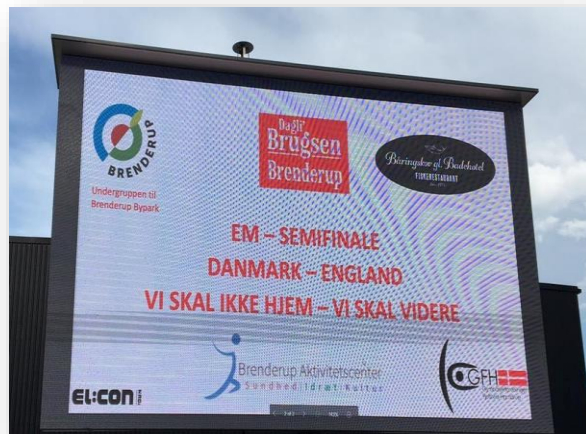 BRENDERUP
Undergruppen til
Brenderup Bypark
Dagli'
Brugsen
Brenderup
Båringskov gl. Badehotel
FISKERESTAURANT
EM – SEMIFINALE
DANMARK – ENGLAND
VI SKAL IKKE HJEM – VI SKAL VIDERE
Brenderup Aktivitetscenter
Sundhed Idræt Kultur
EL:CON
GFH